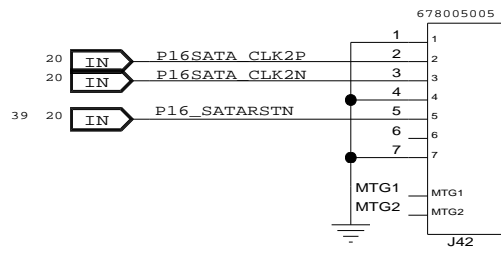 678005005
1 1
20 IN P16SATA_CLK2P 2 2
20 IN P16SATA_CLK2N 3 3
4 4
39 20 IN P16_SATARSTN 5 5
6 6
7 7
MTG1 MTG1
MTG2 MTG2
J42